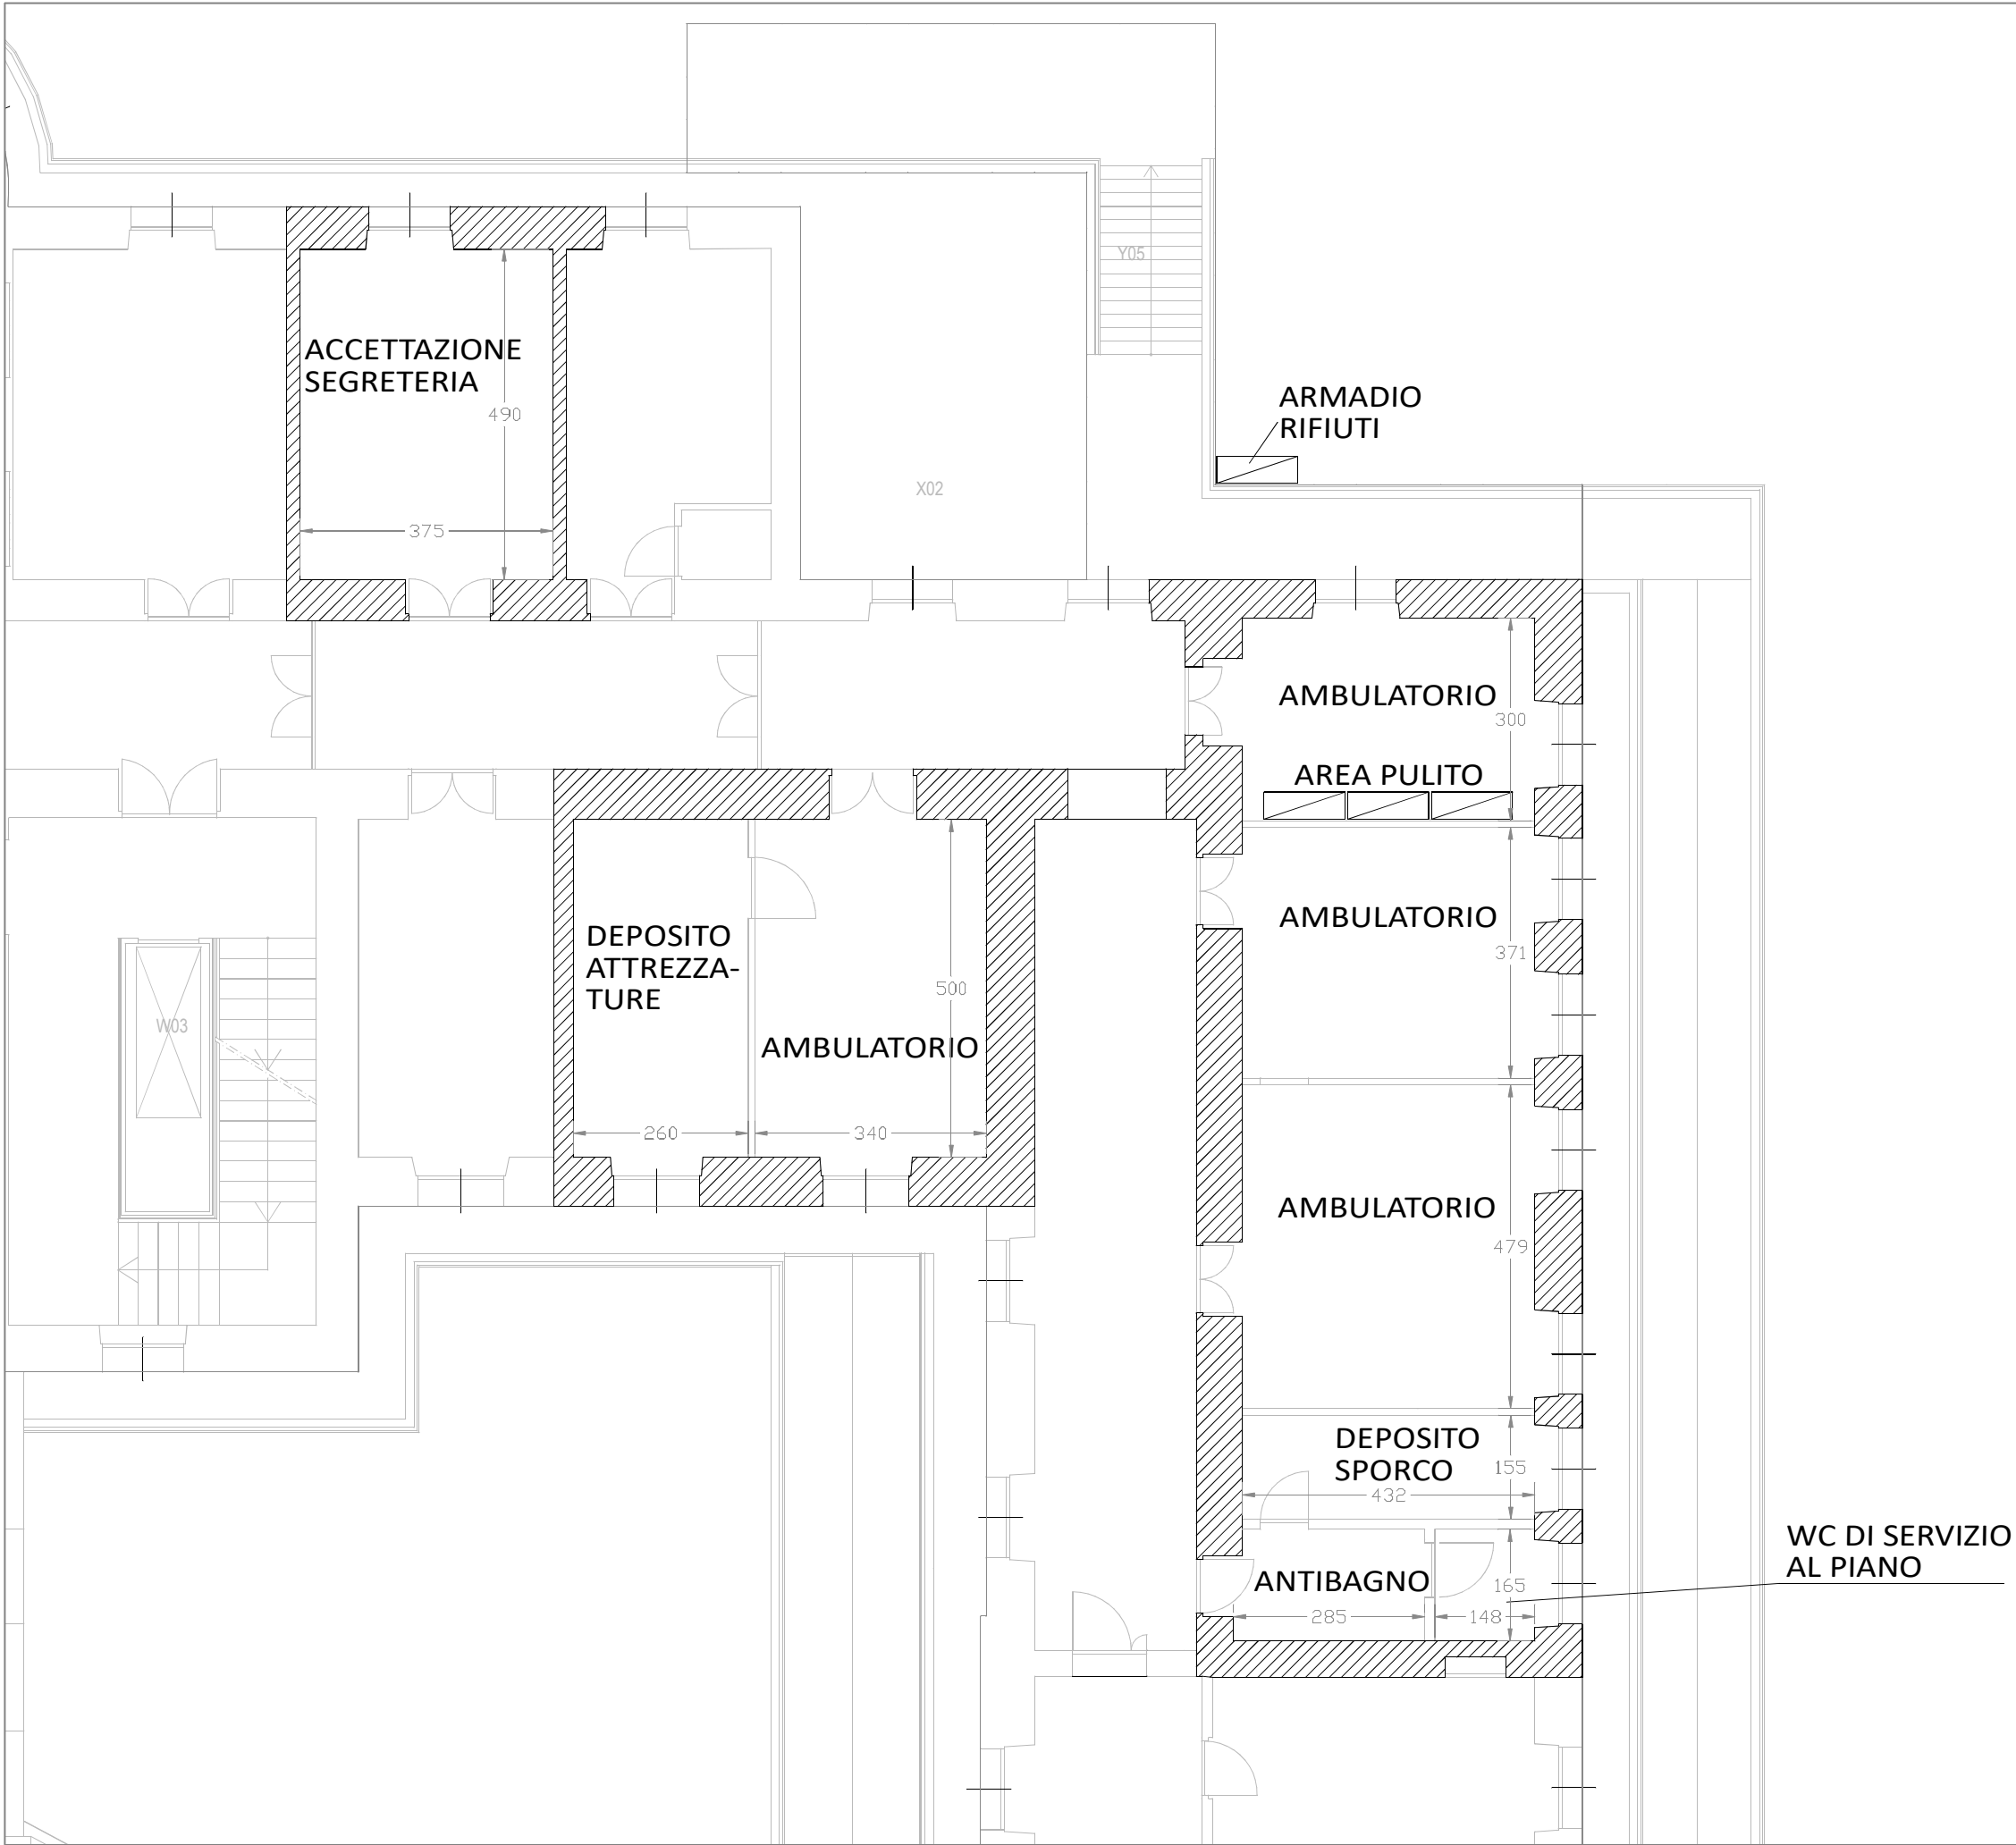 Y05
ACCETTAZIONE
SEGRETERIA
490
375
ARMADIO
RIFIUTI
X02
AMBULATORIO
300
AREA PULITO
AMBULATORIO
371
DEPOSITO
ATTREZZA-
TURE
500
W03
AMBULATORIO
260
340
AMBULATORIO
479
DEPOSITO
SPORCO
155
432
WC DI SERVIZIO
AL PIANO
ANTIBAGNO
165
285
148